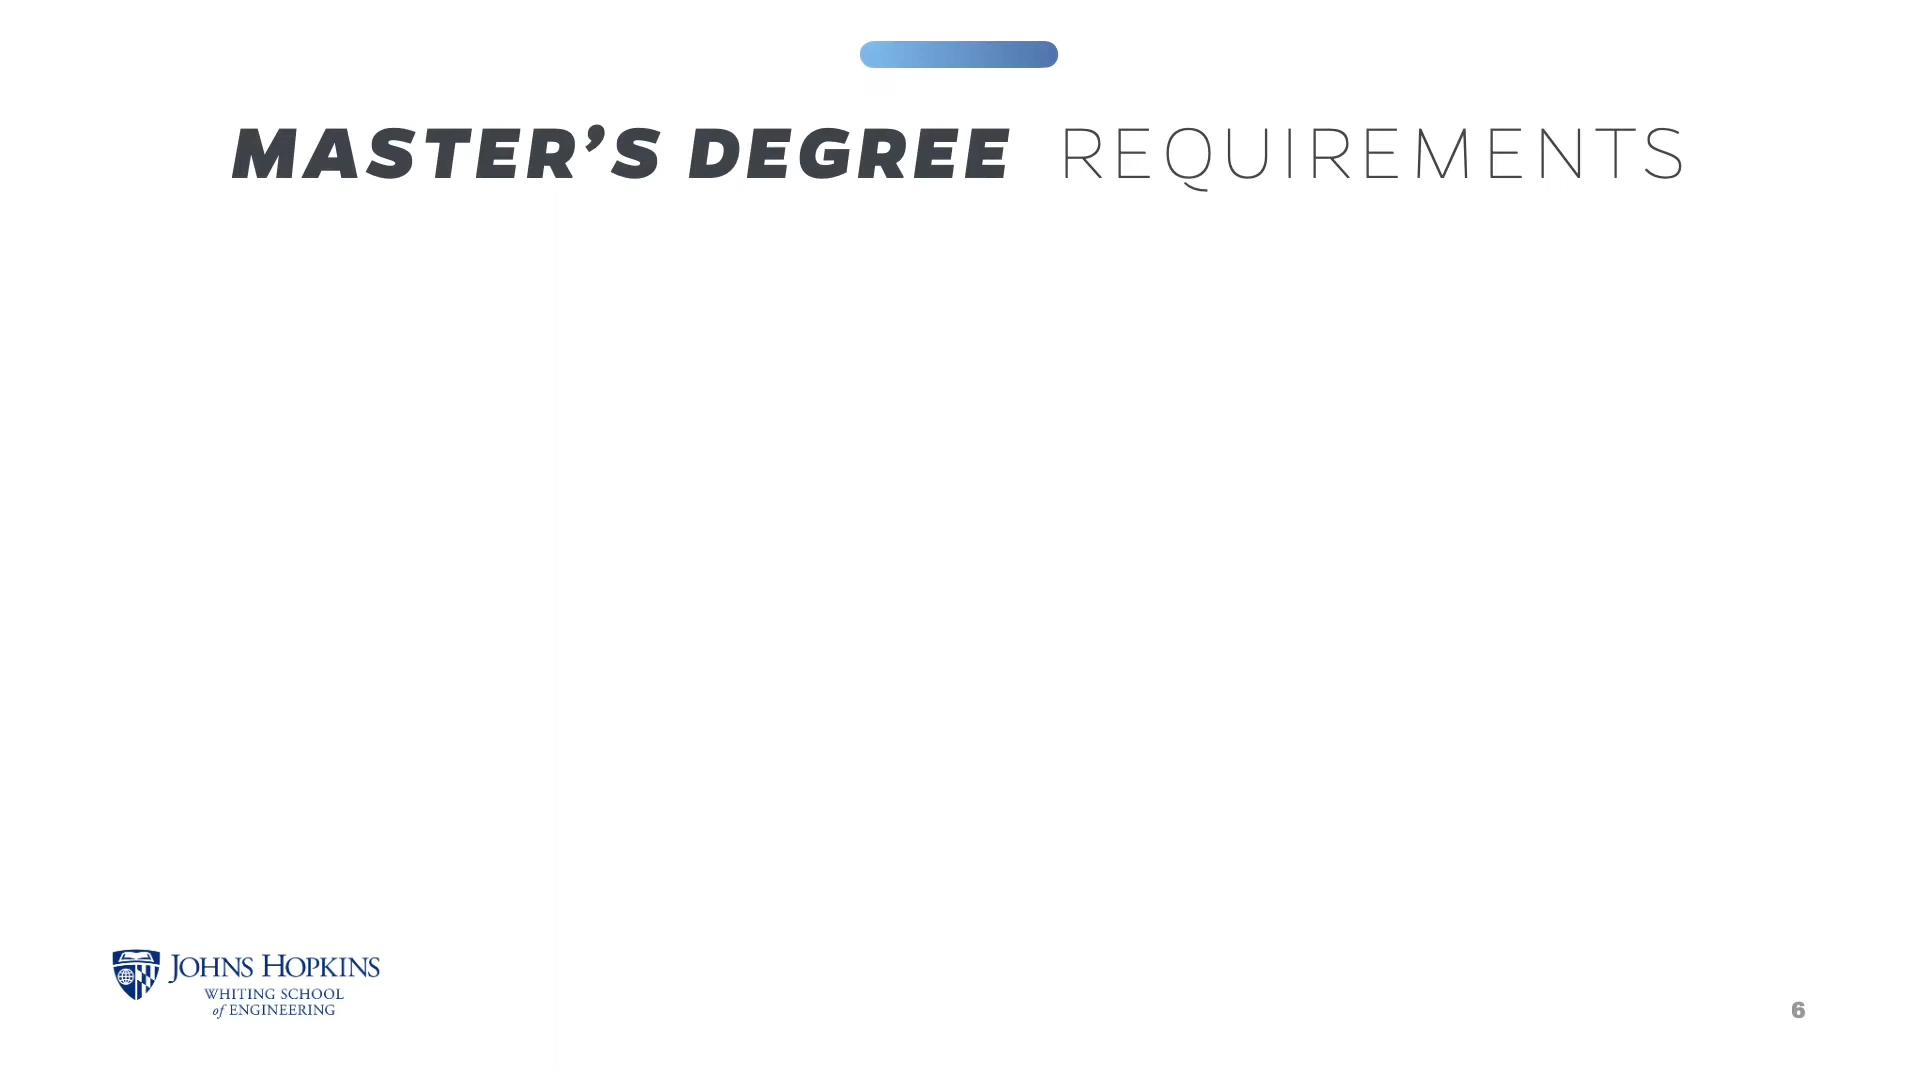 MASTER’S DEGREE REQUIREMENTS
JOHNS HOPKINS
WHITING SCHOOL
of ENGINEERING
6